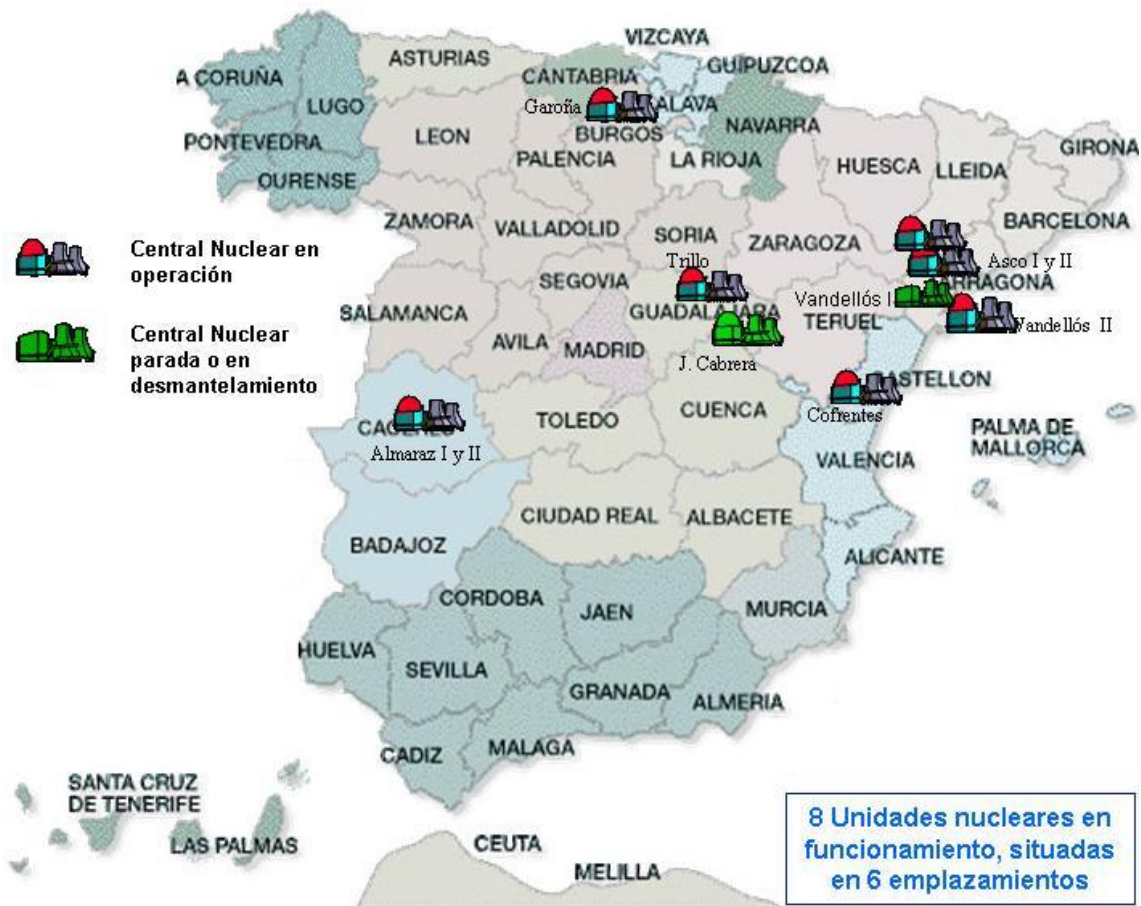 VIZCAYA
ASTURIAS
CANTABRIA
GUIPUZCOA
A CORUÑA
LUGO
Garoña
ALAVA
BURGOS
NAVARRA
PONTEVEDRA
LEON
PALENCIA
LA RIOJA
HUESCA
LLEIDA
GIRONA
OURENSE
ZAMORA
VALLADOLID
SORIA
ZARAGOZA
BARCELONA
Central Nuclear en
operación
Trillo
Asco I y II
SEGOVIA
ARRAGONA
SALAMANCA
GUADALAJARA
Vandellós I
TERUEL
Vandellós II
Central Nuclear
parada o en
desmantelamiento
AVILA
MADRID
J. Cabrera
CASTELLON
CACERES
TOLEDO
CUENCA
Cofrentes
Almaraz I y II
PALMA DE
MALLORCA
VALENCIA
CIUDAD REAL
ALBACETE
BADAJOZ
ALICANTE
CORDOBA
JAEN
MURCIA
HUELVA
SEVILLA
GRANADA
ALMERIA
CADIZ
MALAGA
SANTA CRUZ
DE TENERIFE
LAS PALMAS
CEUTA
MELILLA
8 Unidades nucleares en
funcionamiento, situadas
en 6 emplazamientos